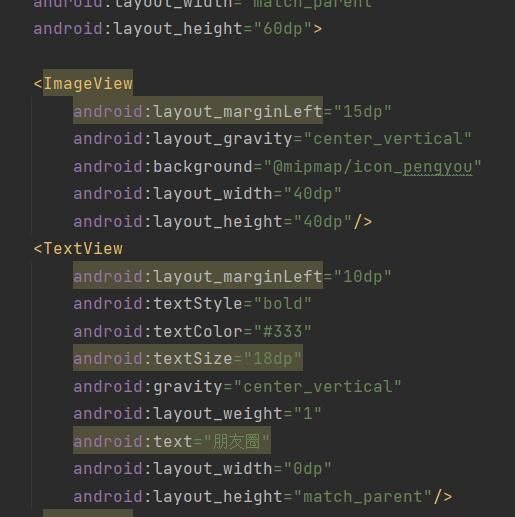 android:layout_width="match_parent"
android:layout_height="60dp">
<ImageView
android:layout_marginLeft="15dp"
android:layout_gravity="center_vertical"
android:background="@mipmap/icon_pengyou"
android:layout_width="40dp"
android:layout_height="40dp"/>
<TextView
android:layout_marginLeft="10dp"
android:textStyle="bold"
android:textColor="#333"
android:textSize="18dp"
android:gravity="center_vertical"
android:layout_weight="1"
android:text="朋友圈"
android:layout_width="0dp"
android:layout_height="match_parent"/>